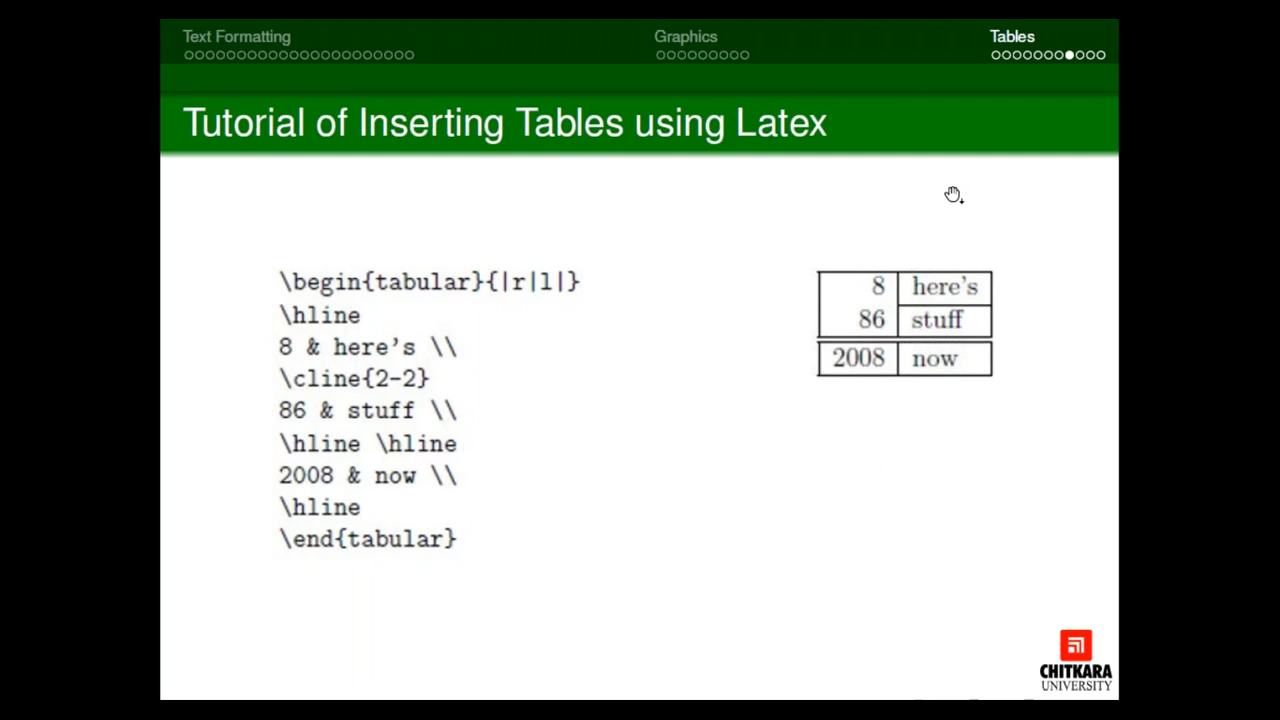 Text Formatting
Graphics
Tables
Tutorial of Inserting Tables using Latex
\begin{tabular}{|r|l|}
\hline
8 & here's \\
\cline{2-2}
86 & stuff \\
\hline \hline
2008 & now \\
\hline
\end{tabular}
8 here's
86 stuff
2008 now
CHITKARA
UNIVERSITY